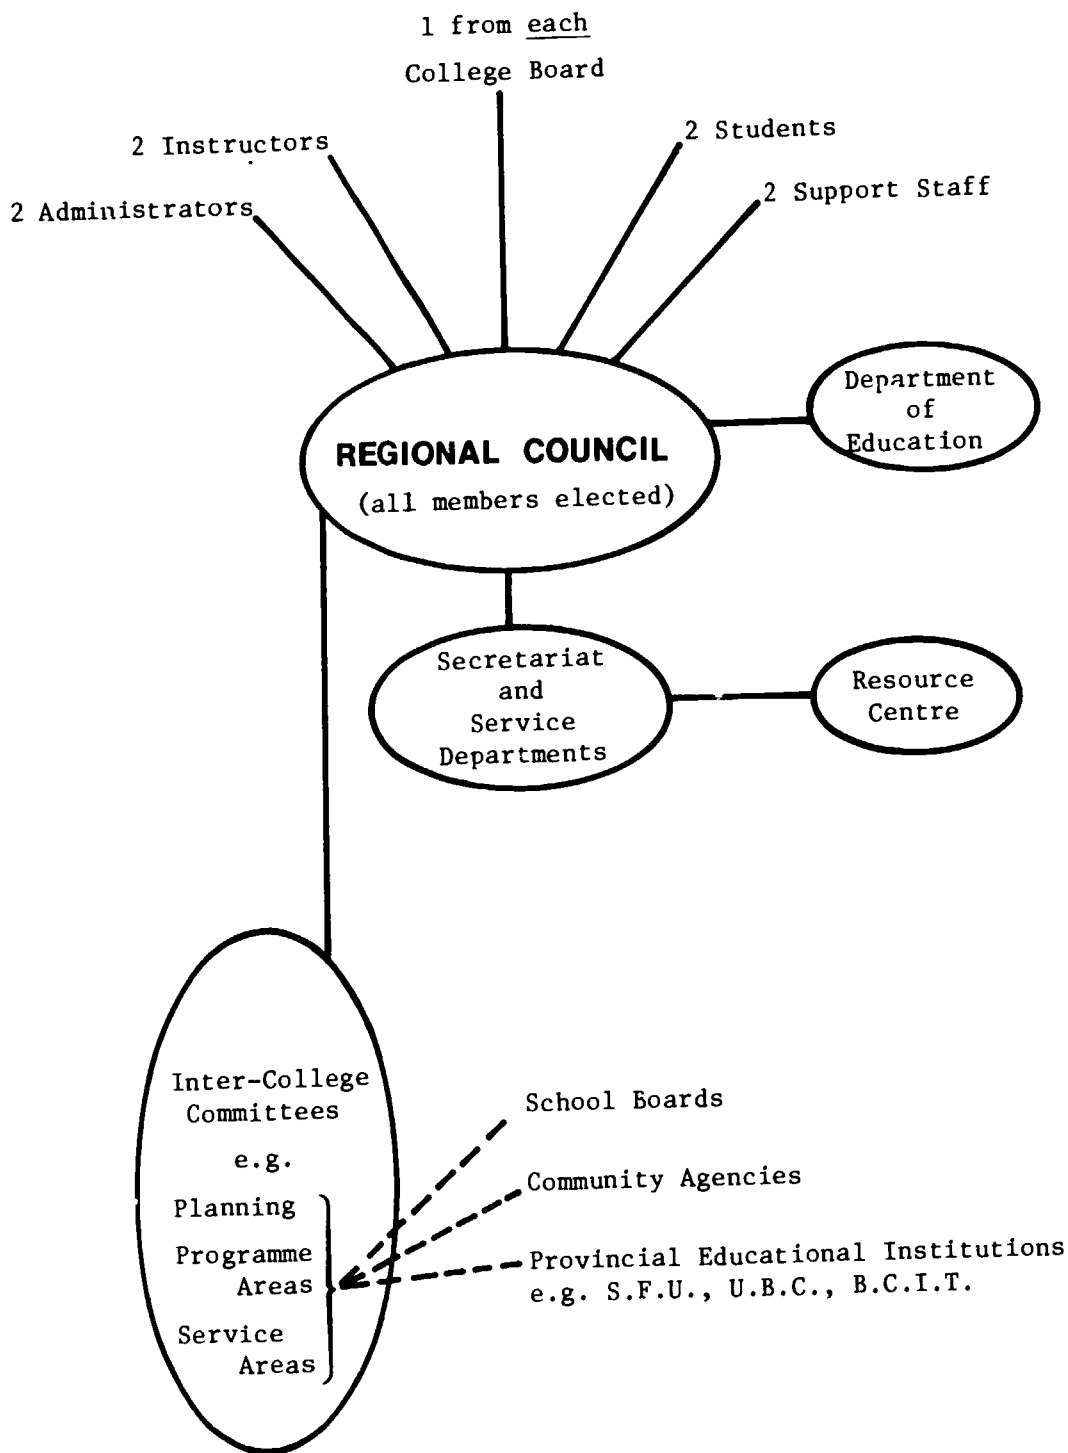 1 from each
College Board
2 Instructors
2 Students
2 Administrators
2 Support Staff
REGIONAL COUNCIL
(all members elected)
Department
of
Education
Secretariat
and
Service
Departments
Resource
Centre
Inter-College
Committees
e.g.
Planning
Programme
Areas
Service
Areas
School Boards
Community Agencies
Provincial Educational Institutions
e.g. S.F.U., U.B.C., B.C.I.T.